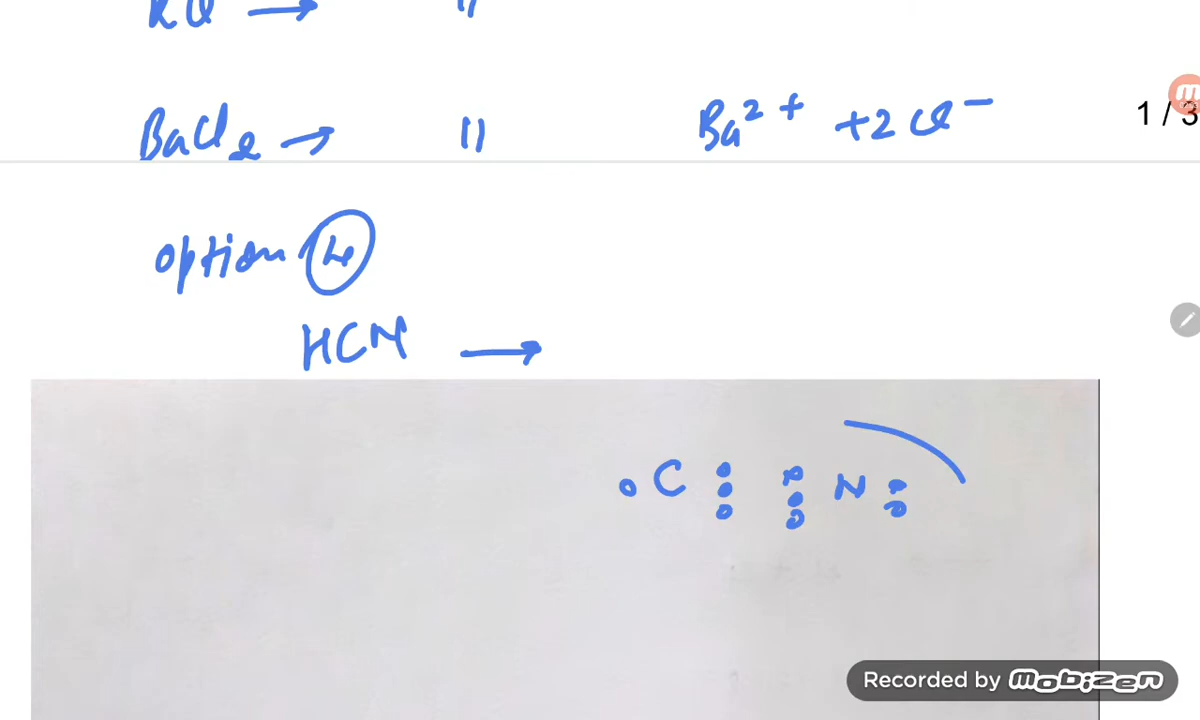 → "
BaCl2 → " Ba2+ + 2Cl-
1 / 3
option 4
HCN →
C N
Recorded by mobizen